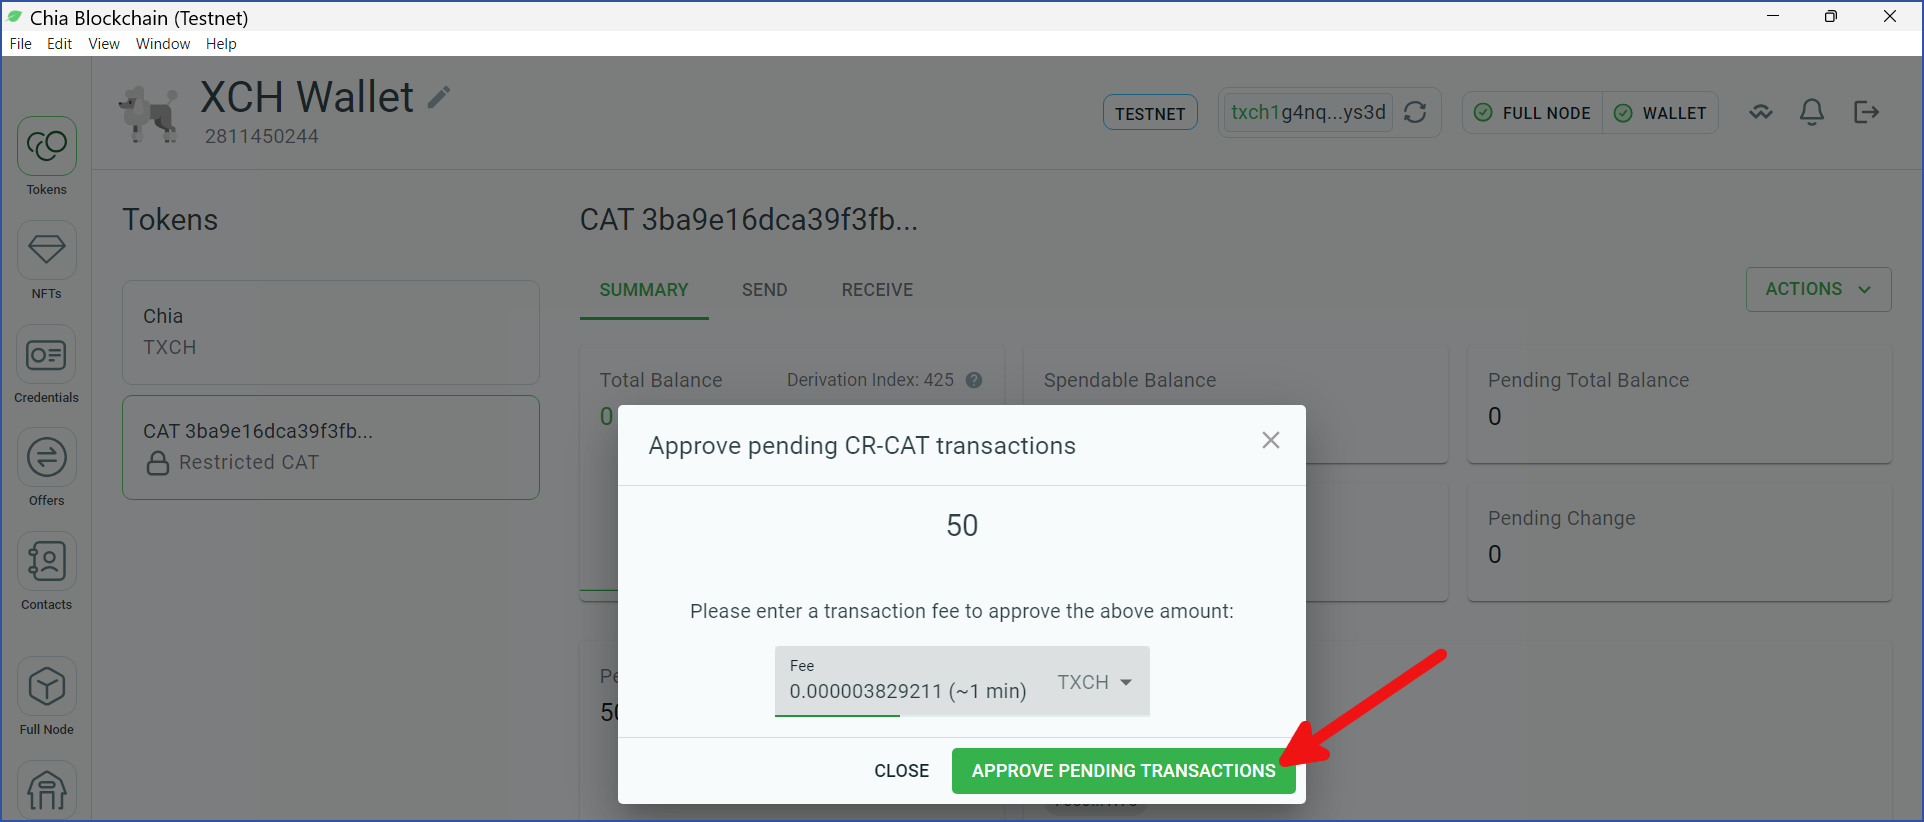 Chia Blockchain (Testnet)
File Edit View Window Help
XCH Wallet
2811450244
TESTNET
txch1g4nq...ys3d
FULL NODE
WALLET
Tokens
NFTs
Credentials
Offers
Contacts
Full Node
Tokens
Chia
TXCH
CAT 3ba9e16dca39f3fb...
Restricted CAT
CAT 3ba9e16dca39f3fb...
SUMMARY SEND RECEIVE
ACTIONS
Total Balance Derivation Index: 425
0
Spendable Balance
Pending Total Balance
0
Pending Change
0
Approve pending CR-CAT transactions
50
Please enter a transaction fee to approve the above amount:
Fee
0.000003829211 (~1 min) TXCH
CLOSE APPROVE PENDING TRANSACTIONS